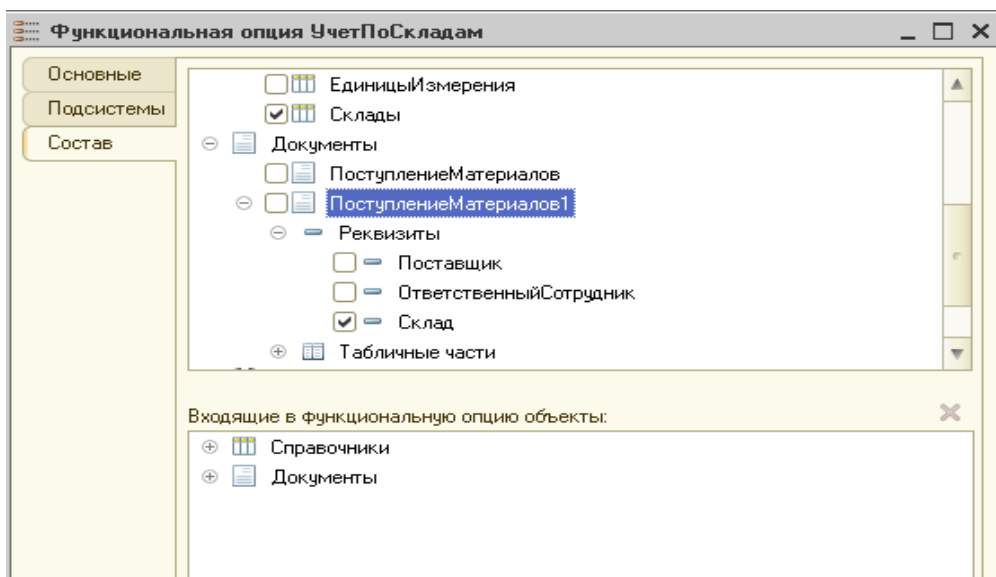 Функциональная опция УчетПоСкладам
Основные
Подсистемы
Состав
ЕдиницыИзмерения
Склады
Документы
ПоступлениеМатериалов
ПоступлениеМатериалов1
Реквизиты
Поставщик
ОтветственныйСотрудник
Склад
Табличные части
Входящие в функциональную опцию объекты:
Справочники
Документы